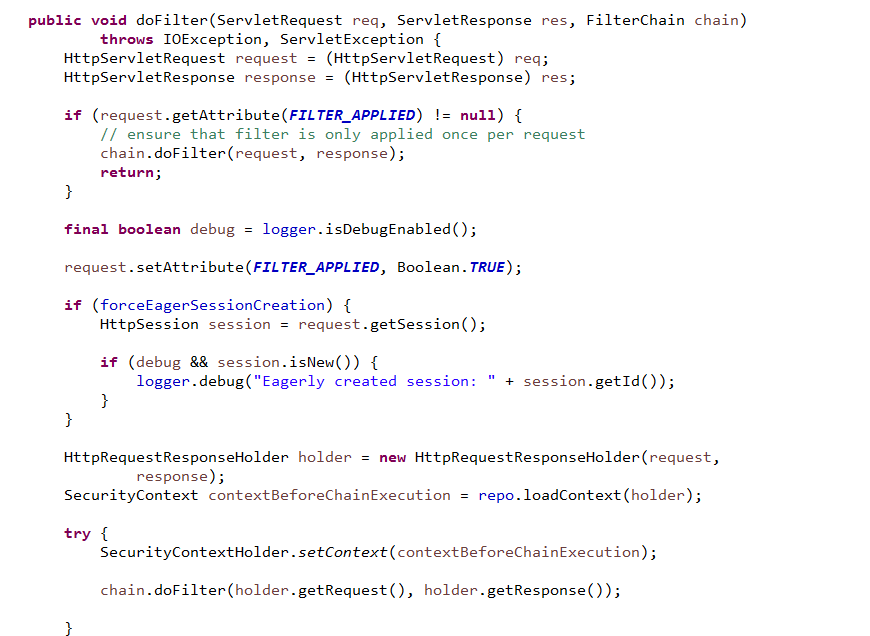 public void doFilter(ServletRequest req, ServletResponse res, FilterChain chain)
        throws IOException, ServletException {
    HttpServletRequest request = (HttpServletRequest) req;
    HttpServletResponse response = (HttpServletResponse) res;

    if (request.getAttribute(FILTER_APPLIED) != null) {
        // ensure that filter is only applied once per request
        chain.doFilter(request, response);
        return;
    }

    final boolean debug = logger.isDebugEnabled();

    request.setAttribute(FILTER_APPLIED, Boolean.TRUE);

    if (forceEagerSessionCreation) {
        HttpSession session = request.getSession();

        if (debug && session.isNew()) {
            logger.debug("Eagerly created session: " + session.getId());
        }
    }

    HttpRequestResponseHolder holder = new HttpRequestResponseHolder(request,
            response);
    SecurityContext contextBeforeChainExecution = repo.loadContext(holder);

    try {
        SecurityContextHolder.setContext(contextBeforeChainExecution);

        chain.doFilter(holder.getRequest(), holder.getResponse());

    }